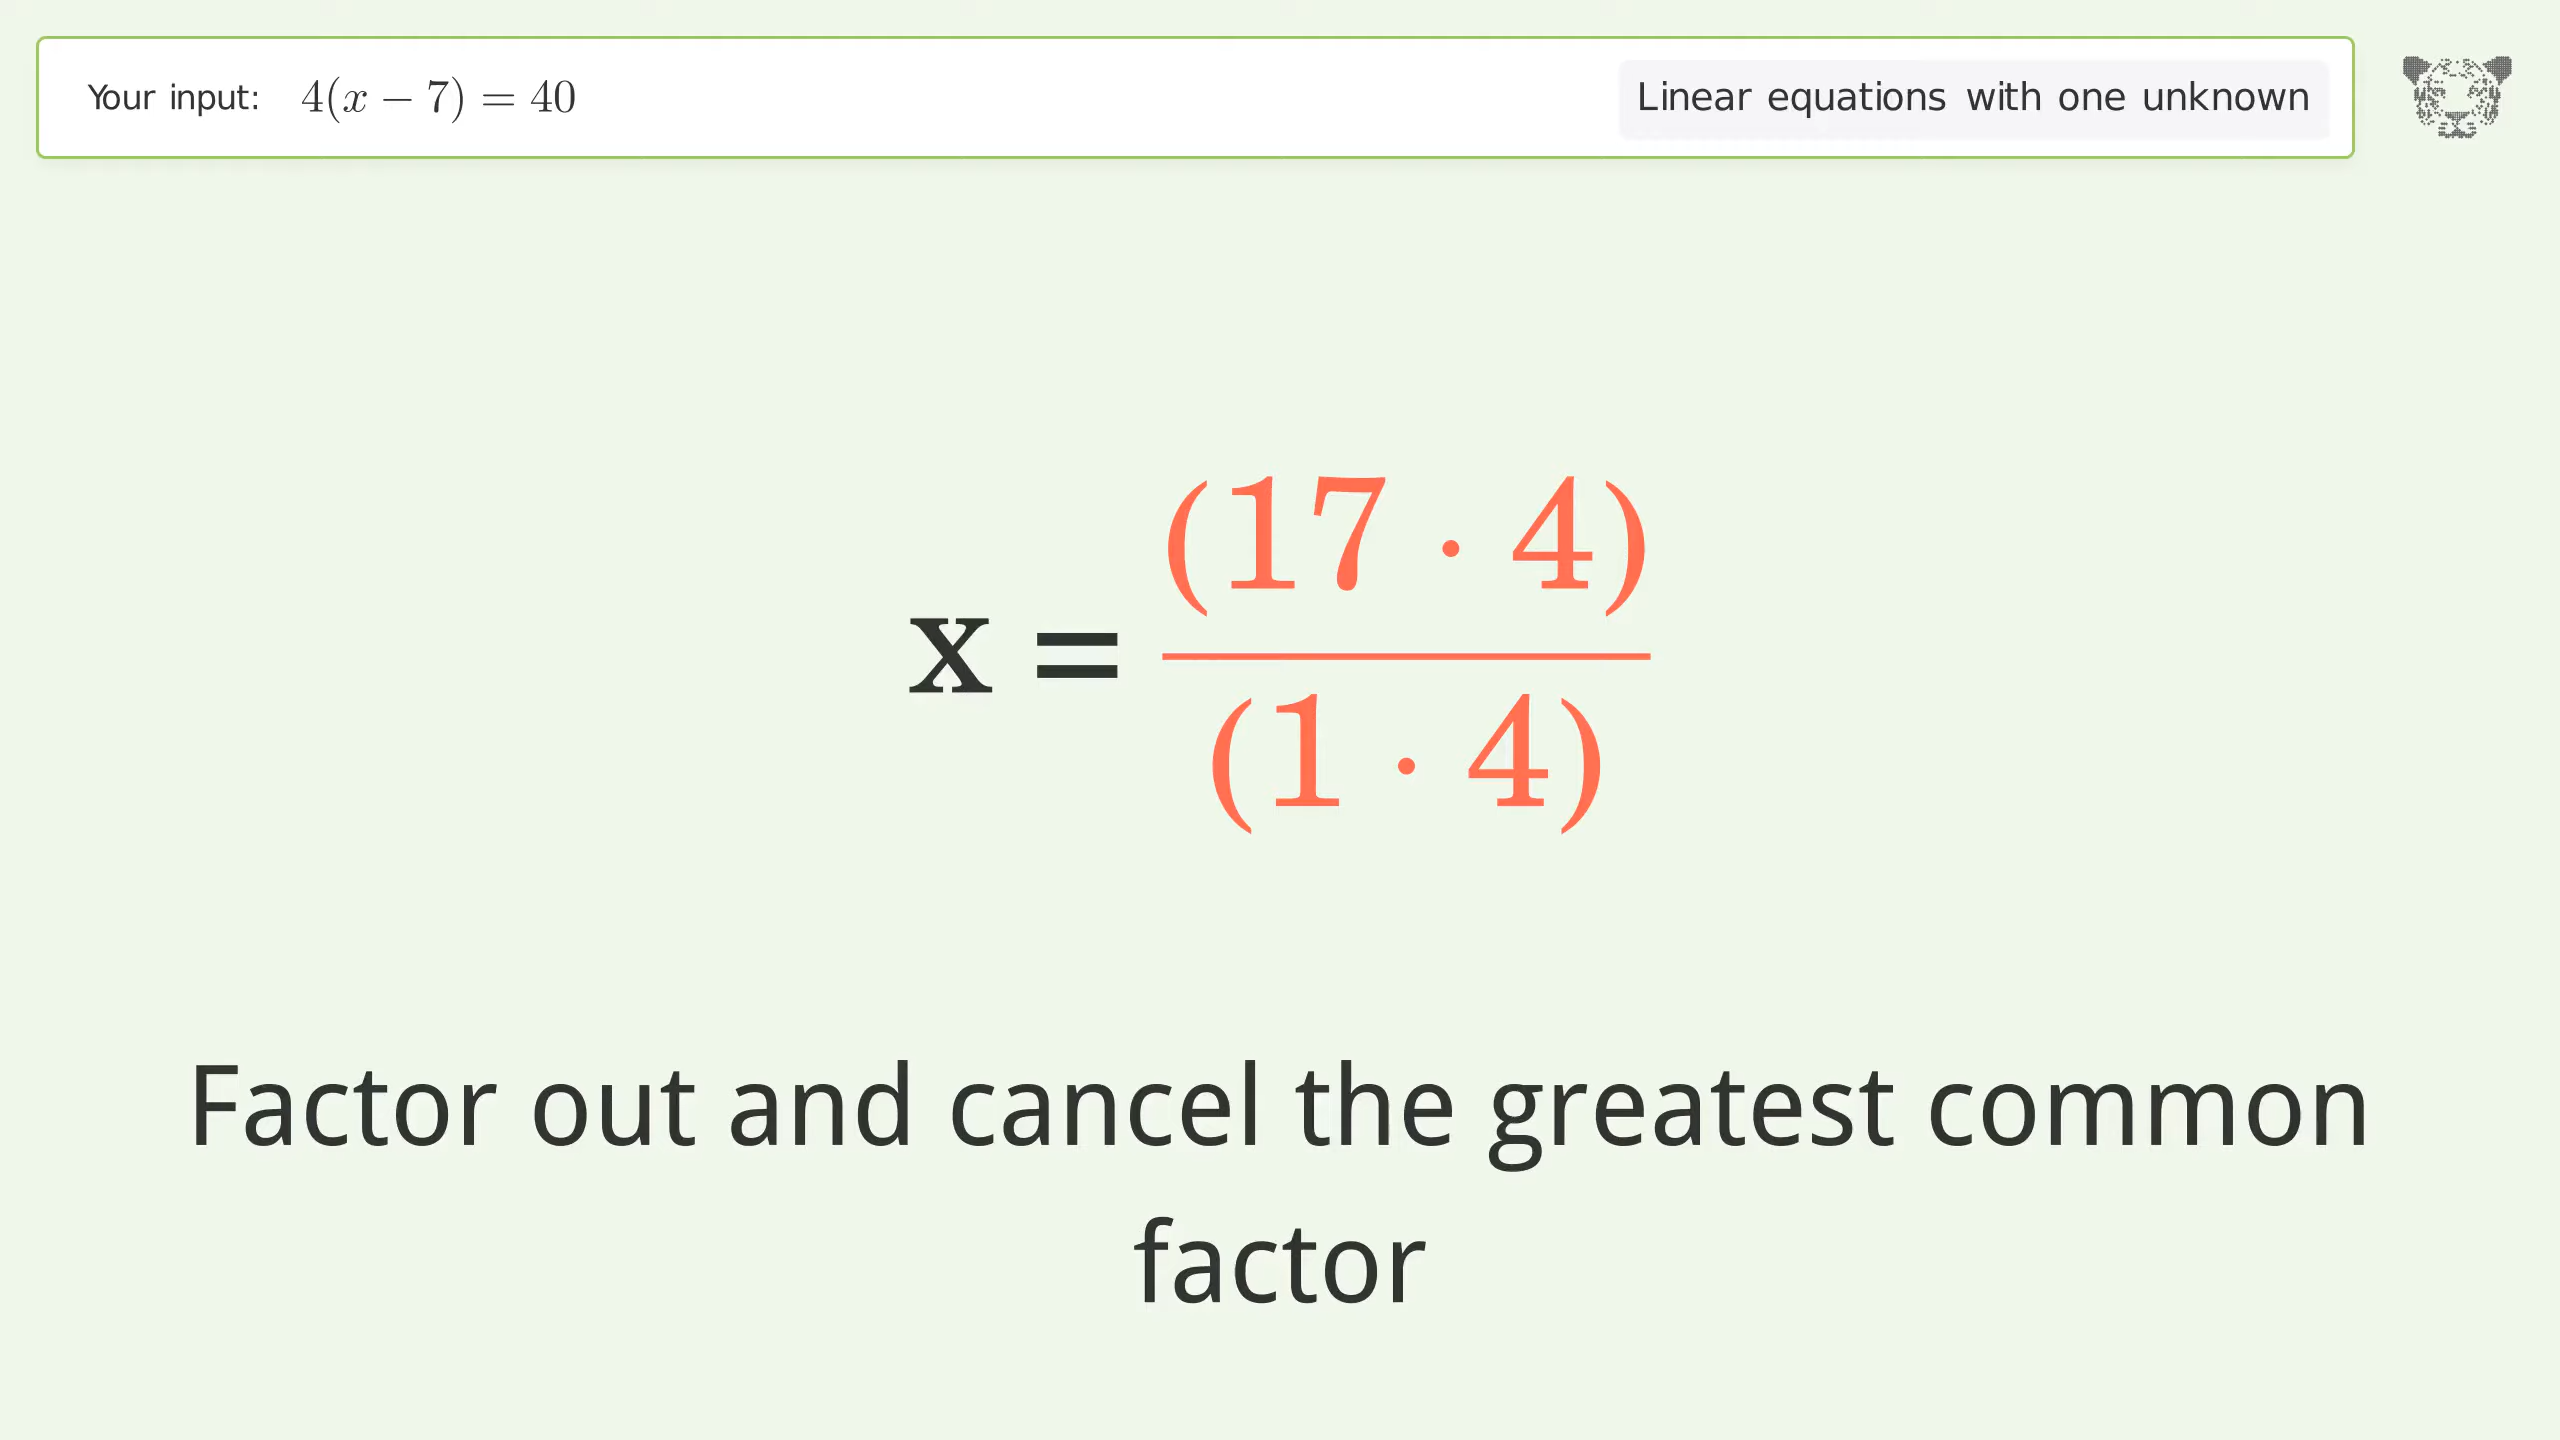 Your input: 4(x − 7) = 40
Linear equations with one unknown
x = (17 · 4) / (1 · 4)
Factor out and cancel the greatest common
factor